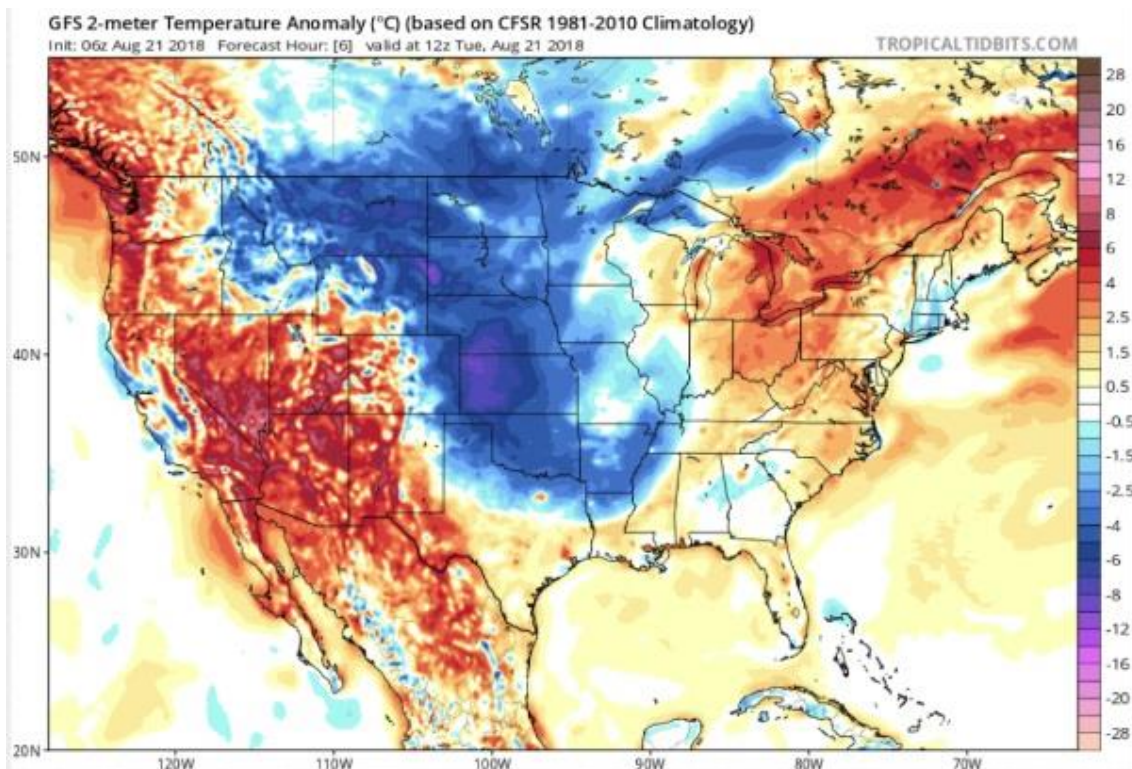 GFS 2-meter Temperature Anomaly (°C) (based on CFSR 1981-2010 Climatology)
Init: 06z Aug 21 2018 Forecast Hour: [6] valid at 12z Tue, Aug 21 2018 TROPICALTIDBITS.COM
28
20
16
12
8
6
4
2.5
1.5
0.5
-0.5
-1.5
-2.5
-4
-6
-8
-12
-16
-20
-28
50N
40N
30N
20N
120W 110W 100W 90W 80W 70W